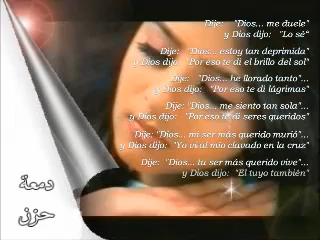 Dije: "Dios... me duele"
y Dios dijo: "Lo sé"
Dije: "Dios... estoy tan deprimida"
y Dios dijo: "Por eso te di el brillo del sol"
Dije: "Dios... he llorado tanto"...
y Dios dijo: "Por eso te di lágrimas"
Dije: "Dios... me siento tan sola"...
y Dios dijo: "Por eso te di seres queridos"
Dije: "Dios... mi ser más querido murió"...
y Dios dijo: "Yo vi al mío clavado en la cruz"
Dije: "Dios... tu ser más querido vive"...
y Dios dijo: "El tuyo también"
دمعة
حزن